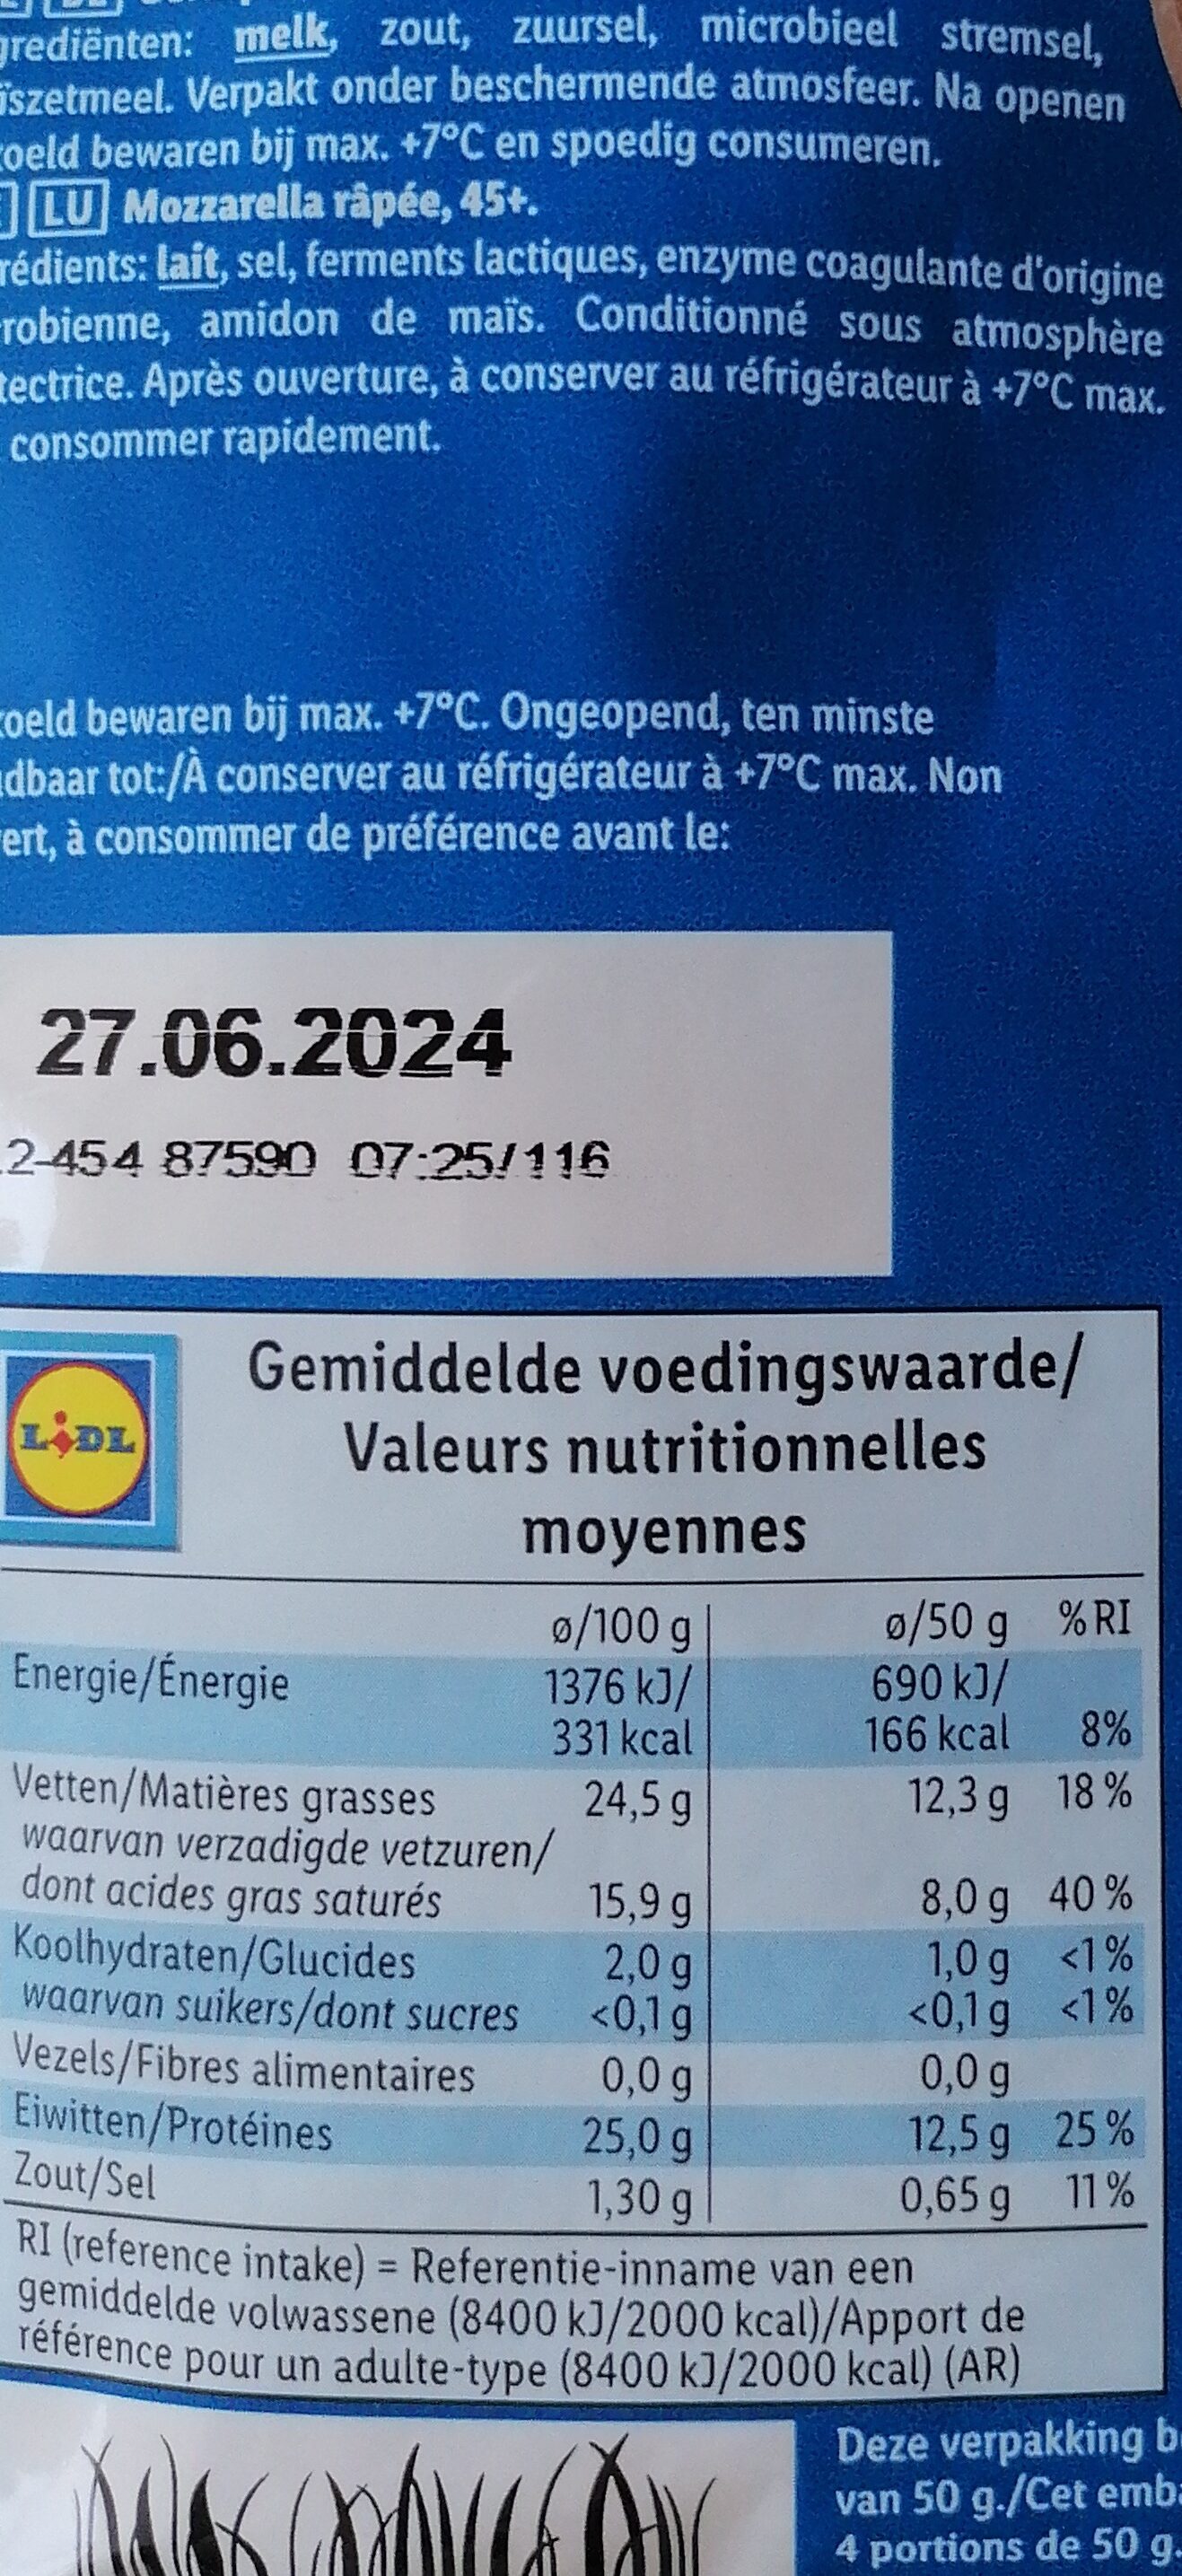 grediënten: melk, zout, zuursel, microbieel stremsel,
ïszetmeel. Verpakt onder beschermende atmosfeer. Na openen
oeld bewaren bij max. +7°C en spoedig consumeren.
LU Mozzarella râpée, 45+.
rédients: lait, sel, ferments lactiques, enzyme coagulante d'origine
robienne, amidon de maïs. Conditionné sous atmosphère
tectrice. Après ouverture, à conserver au réfrigérateur à +7°C max.
consommer rapidement.
oeld bewaren bij max. +7°C. Ongeopend, ten minste
dbaar tot:/À conserver au réfrigérateur à +7°C max. Non
ert, à consommer de préférence avant le:
27.06.2024
2-454 87590 07:25/116
LIDL
Gemiddelde voedingswaarde/
Valeurs nutritionnelles
moyennes
ø/100 g ø/50 g % RI
Energie/Énergie 1376 kJ/ 690 kJ/
331 kcal 166 kcal 8%
Vetten/Matières grasses 24,5 g 12,3 g 18 %
waarvan verzadigde vetzuren/
dont acides gras saturés 15,9 g 8,0 g 40 %
Koolhydraten/Glucides 2,0 g 1,0 g <1%
waarvan suikers/dont sucres <0,1 g <0,1 g <1%
Vezels/Fibres alimentaires 0,0 g 0,0 g
Eiwitten/Protéines 25,0 g 12,5 g 25 %
Zout/Sel 1,30 g 0,65 g 11 %
RI (reference intake) = Referentie-inname van een
gemiddelde volwassene (8400 kJ/2000 kcal)/Apport de
référence pour un adulte-type (8400 kJ/2000 kcal) (AR)
Deze verpakking b
van 50 g./Cet emb
4 portions de 50 g.